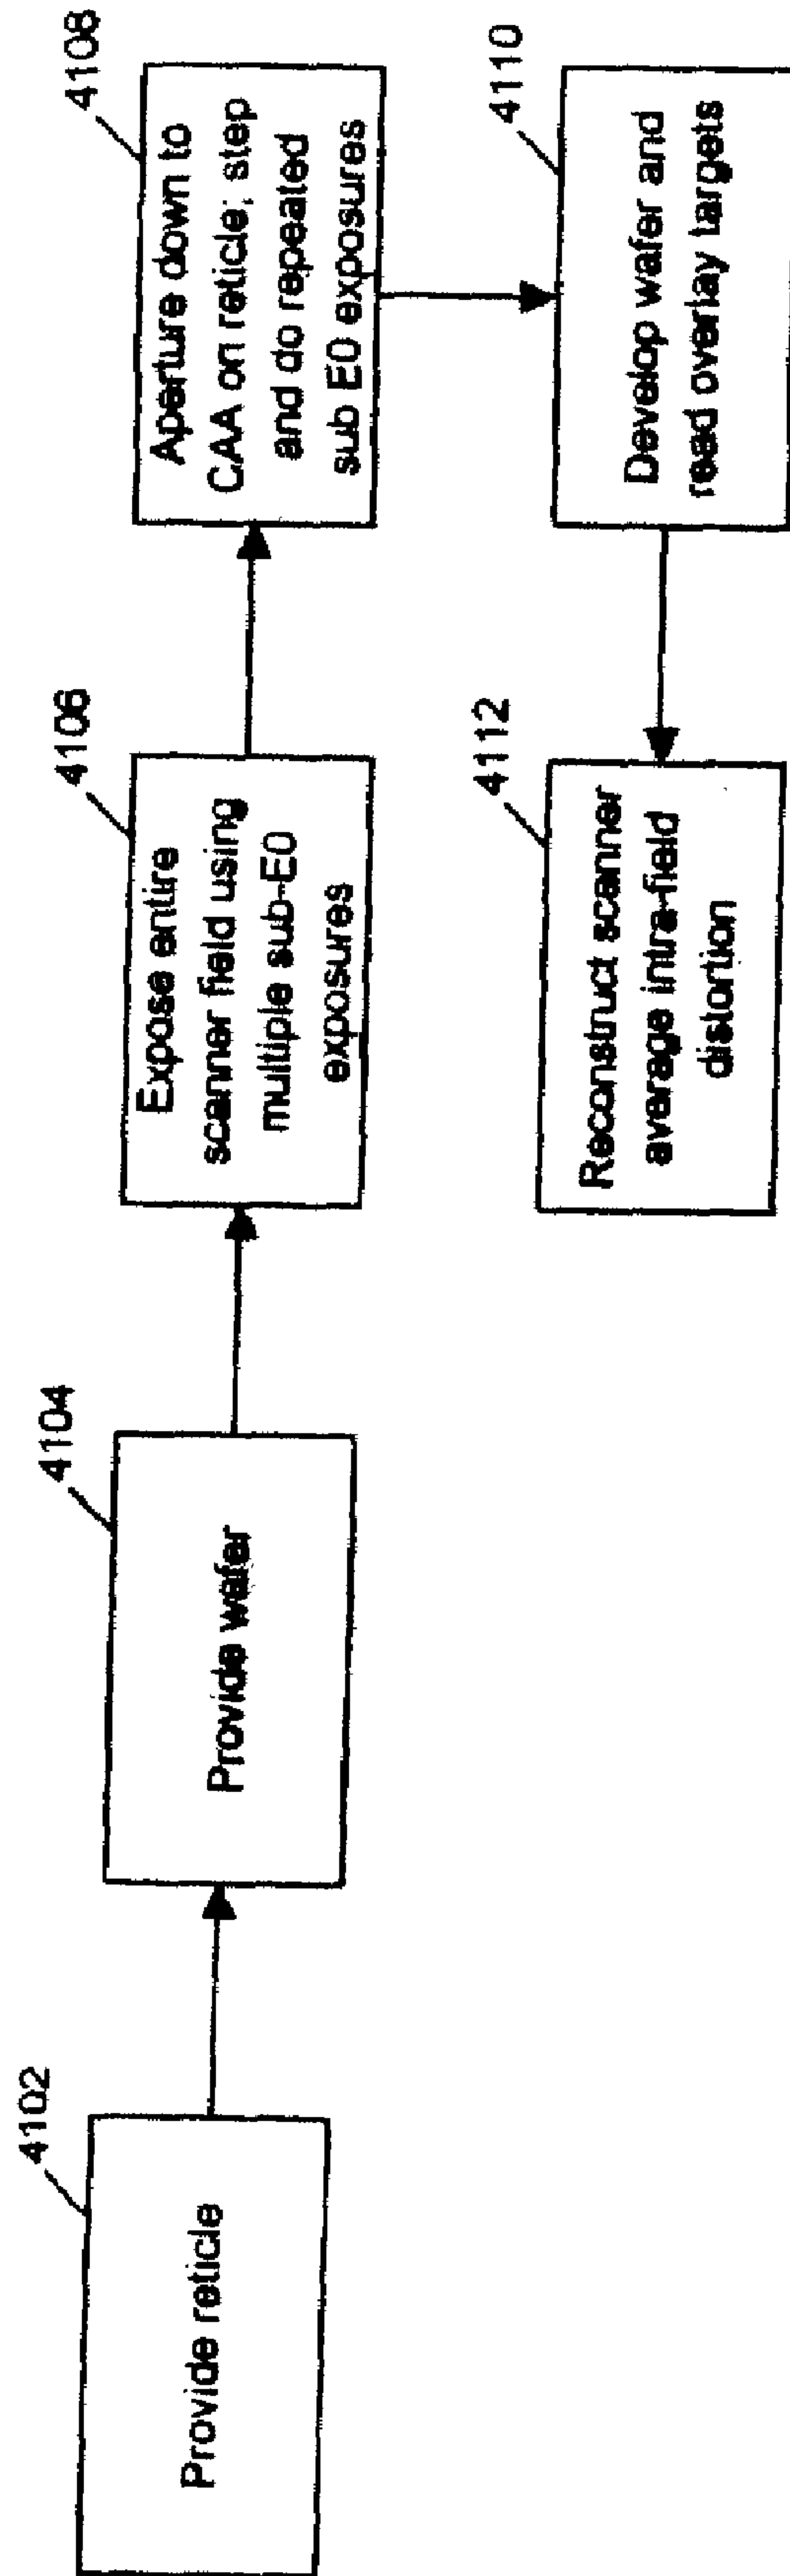 4102
Provide reticle
4104
Provide wafer
4106
Expose entire
scanner field using
multiple sub-E0
exposures
4108
Aperture down to
CAA on reticle; step
and do repeated
sub E0 exposures
4110
Develop wafer and
read overlay targets
4112
Reconstruct scanner
average intra-field
distortion